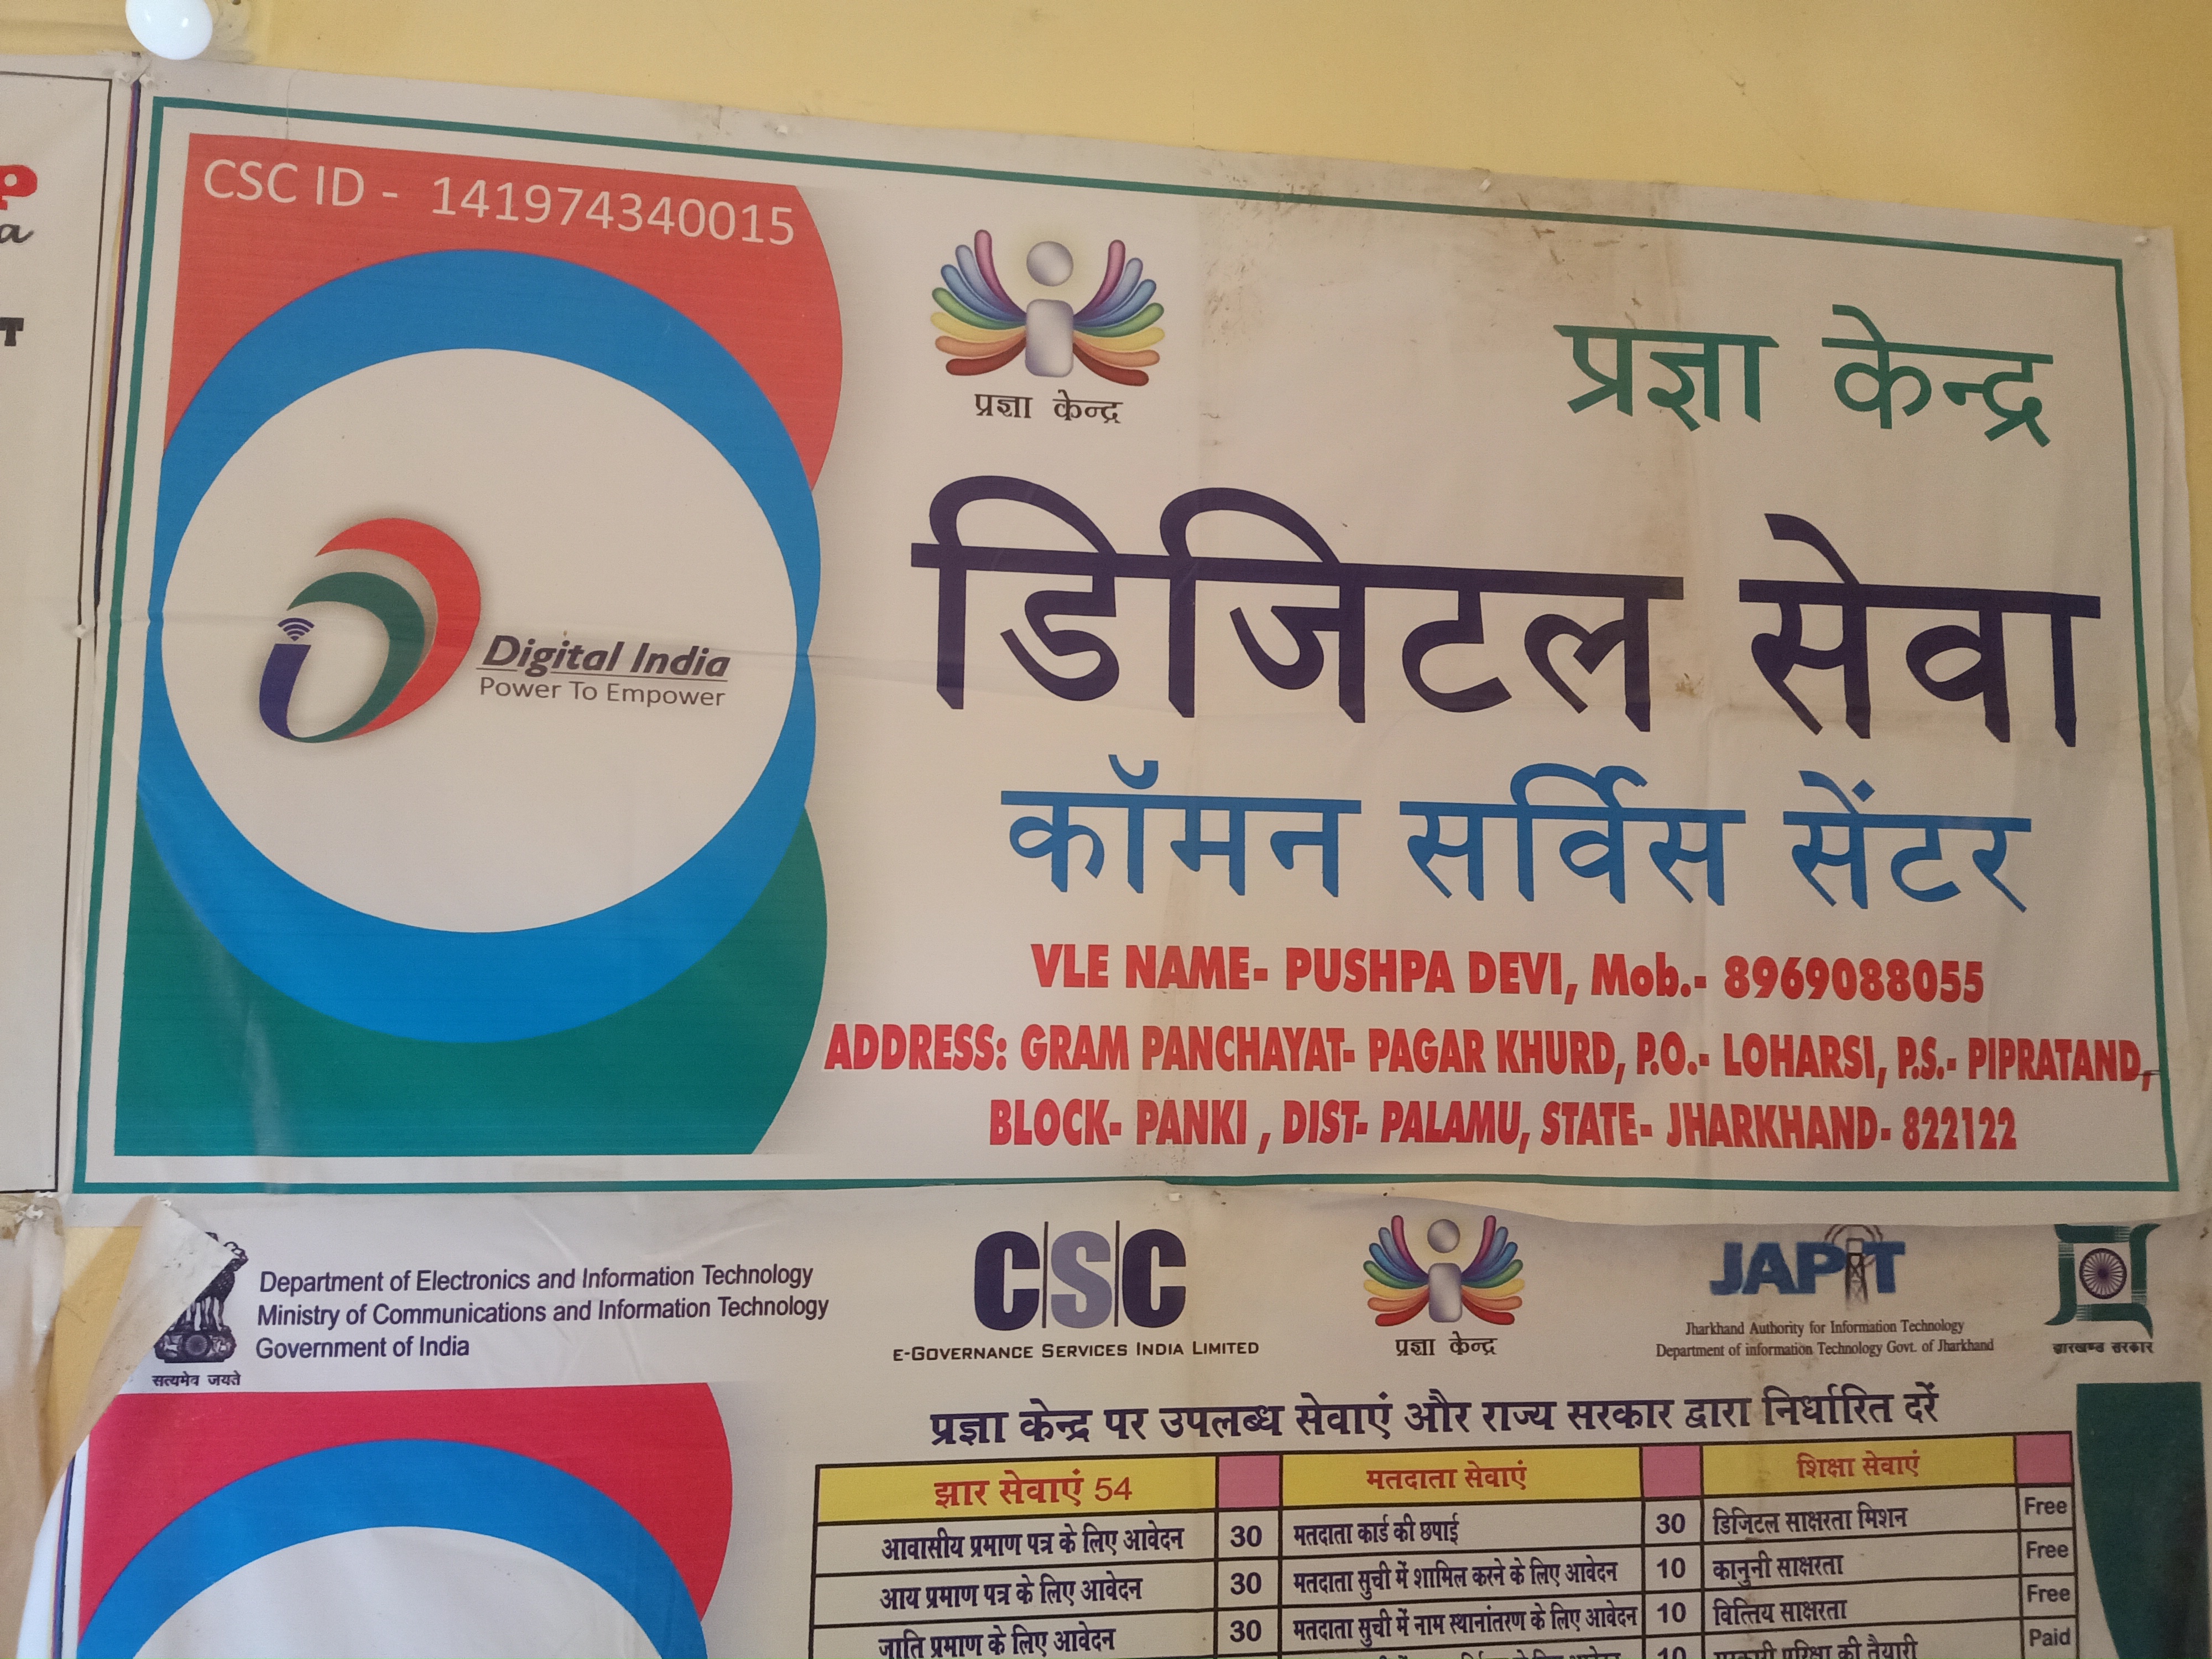 CSC ID - 141974340015
प्रज्ञा केन्द्र
प्रज्ञा केन्द्र
Digital India
Power To Empower
डिजिटल सेवा
कॉमन सर्विस सेंटर
VLE NAME- PUSHPA DEVI, Mob.- 8969088055
ADDRESS: GRAM PANCHAYAT- PAGAR KHURD, P.O.- LOHARSI, P.S.- PIPRATAND,
BLOCK- PANKI , DIST- PALAMU, STATE- JHARKHAND- 822122
सत्यमेव जयते
Department of Electronics and Information Technology
Ministry of Communications and Information Technology
Government of India
CSC
E-GOVERNANCE SERVICES INDIA LIMITED
प्रज्ञा केन्द्र
JAPIT
Jharkhand Authority for Information Technology
Department of information Technology Govt. of Jharkhand
झारखण्ड सरकार
प्रज्ञा केन्द्र पर उपलब्ध सेवाएं और राज्य सरकार द्वारा निर्धारित दरें
झार सेवाएं 54 मतदाता सेवाएं शिक्षा सेवाएं
आवासीय प्रमाण पत्र के लिए आवेदन 30 मतदाता कार्ड की छपाई 30 डिजिटल साक्षरता मिशन Free
आय प्रमाण पत्र के लिए आवेदन 30 मतदाता सुची में शामिल करने के लिए आवेदन 10 कानुनी साक्षरता Free
जाति प्रमाण के लिए आवेदन 30 मतदाता सुची में नाम स्थानांतरण के लिए आवेदन 10 वित्तिय साक्षरता Free
10 की तैयारी Paid